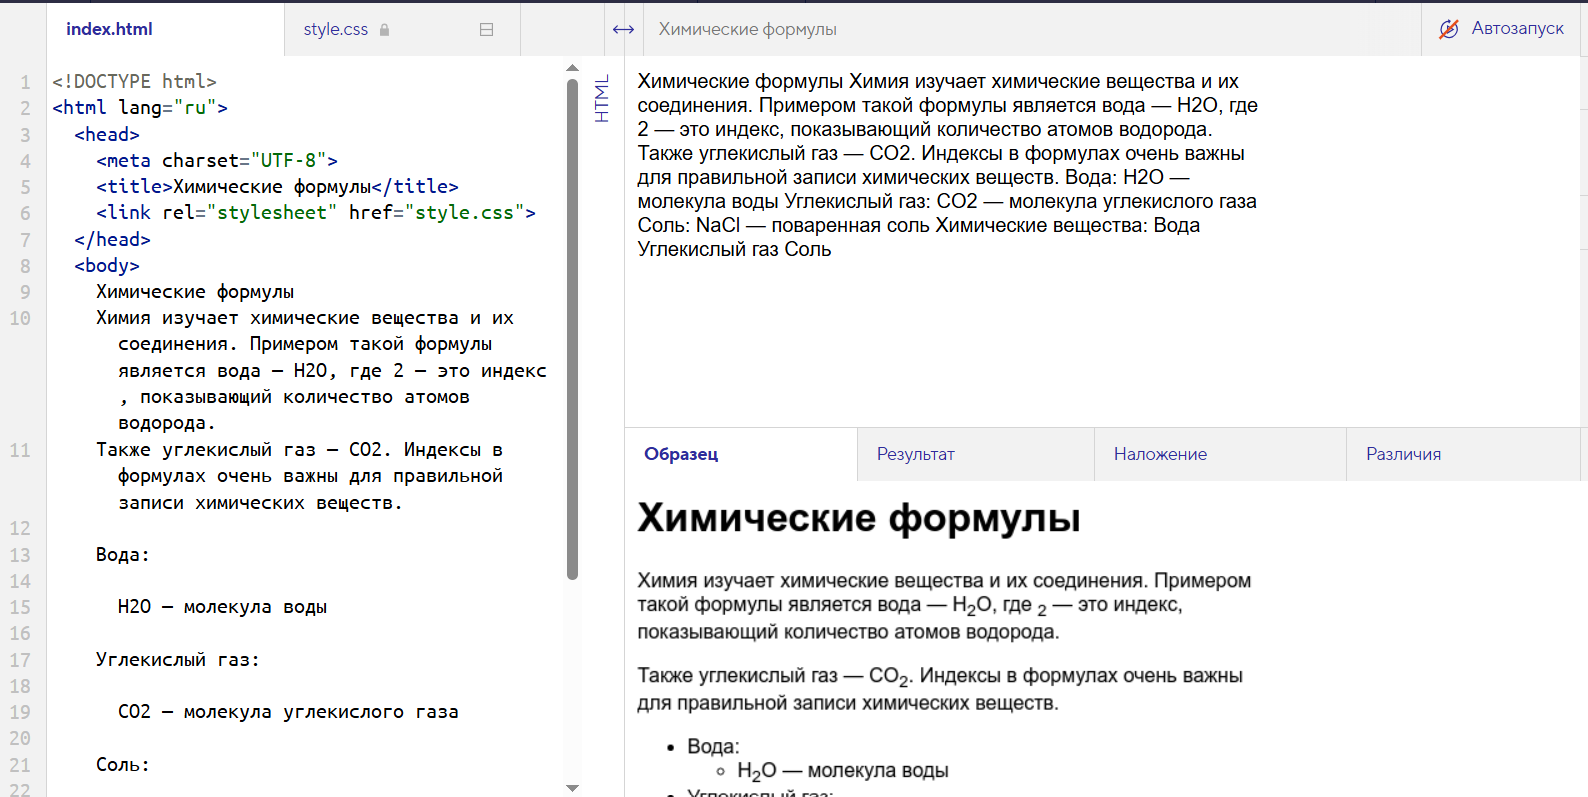 index.html
style.css
Химические формулы
Автозапуск
HTML
1 <!DOCTYPE html>
2 <html lang="ru">
3 <head>
4 <meta charset="UTF-8">
5 <title>Химические формулы</title>
6 <link rel="stylesheet" href="style.css">
7 </head>
8 <body>
9 Химические формулы
10 Химия изучает химические вещества и их
соединения. Примером такой формулы
является вода — H2O, где 2 — это индекс
, показывающий количество атомов
водорода.
11 Также углекислый газ — CO2. Индексы в
формулах очень важны для правильной
записи химических веществ.
12
13 Вода:
14
15 H2O — молекула воды
16
17 Углекислый газ:
18
19 CO2 — молекула углекислого газа
20
21 Соль:
22
Химические формулы Химия изучает химические вещества и их
соединения. Примером такой формулы является вода — H2O, где
2 — это индекс, показывающий количество атомов водорода.
Также углекислый газ — CO2. Индексы в формулах очень важны
для правильной записи химических веществ. Вода: H2O —
молекула воды Углекислый газ: CO2 — молекула углекислого газа
Соль: NaCl — поваренная соль Химические вещества: Вода
Углекислый газ Соль
Образец
Результат
Наложение
Различия
Химические формулы
Химия изучает химические вещества и их соединения. Примером
такой формулы является вода — H₂O, где ₂ — это индекс,
показывающий количество атомов водорода.
Также углекислый газ — CO₂. Индексы в формулах очень важны
для правильной записи химических веществ.
• Вода:
◦ H₂O — молекула воды
• Углекислый газ: